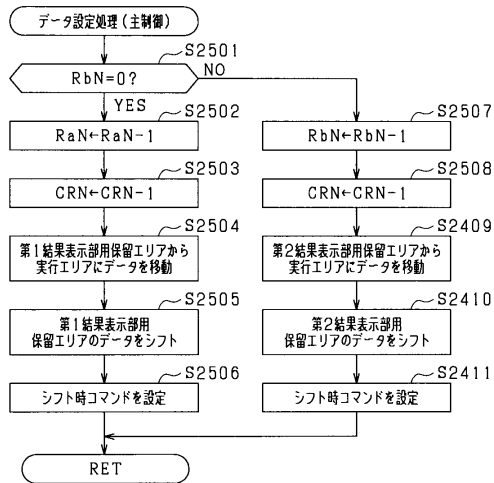 データ設定処理(主制御)
S2501
RbN=0?
NO
YES
S2502
RaN←RaN-1
S2503
CRN←CRN-1
S2504
第1結果表示部用保留エリアから
実行エリアにデータを移動
S2505
第1結果表示部用
保留エリアのデータをシフト
S2506
シフト時コマンドを設定
S2507
RbN←RbN-1
S2508
CRN←CRN-1
S2409
第2結果表示部用保留エリアから
実行エリアにデータを移動
S2410
第2結果表示部用
保留エリアのデータをシフト
S2411
シフト時コマンドを設定
RET